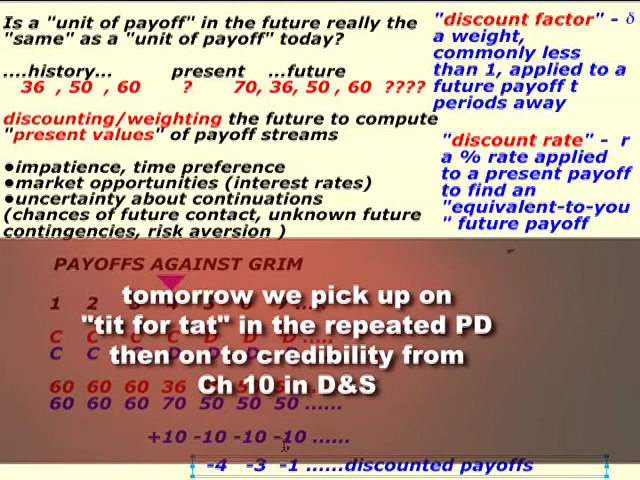 Is a "unit of payoff" in the future really the
"same" as a "unit of payoff" today?
....history... present ...future
36 , 50 , 60 ? 70, 36, 50 , 60 ????
discounting/weighting the future to compute
"present values" of payoff streams
•impatience, time preference
•market opportunities (interest rates)
•uncertainty about continuations
(chances of future contact, unknown future
contingencies, risk aversion )
"discount factor" - δ
a weight,
commonly less
than 1, applied to a
future payoff t
periods away
"discount rate" - r
a % rate applied
to a present payoff
to find an
"equivalent-to-you
" future payoff
PAYOFFS AGAINST GRIM
1 2
tomorrow we pick up on
"tit for tat" in the repeated PD
then on to credibility from
Ch 10 in D&S
C
C C
60 60 60 36
60 60 60 70 50 50 50 ......
+10 -10 -10 -10 ......
-4 -3 -1 ......discounted payoffs